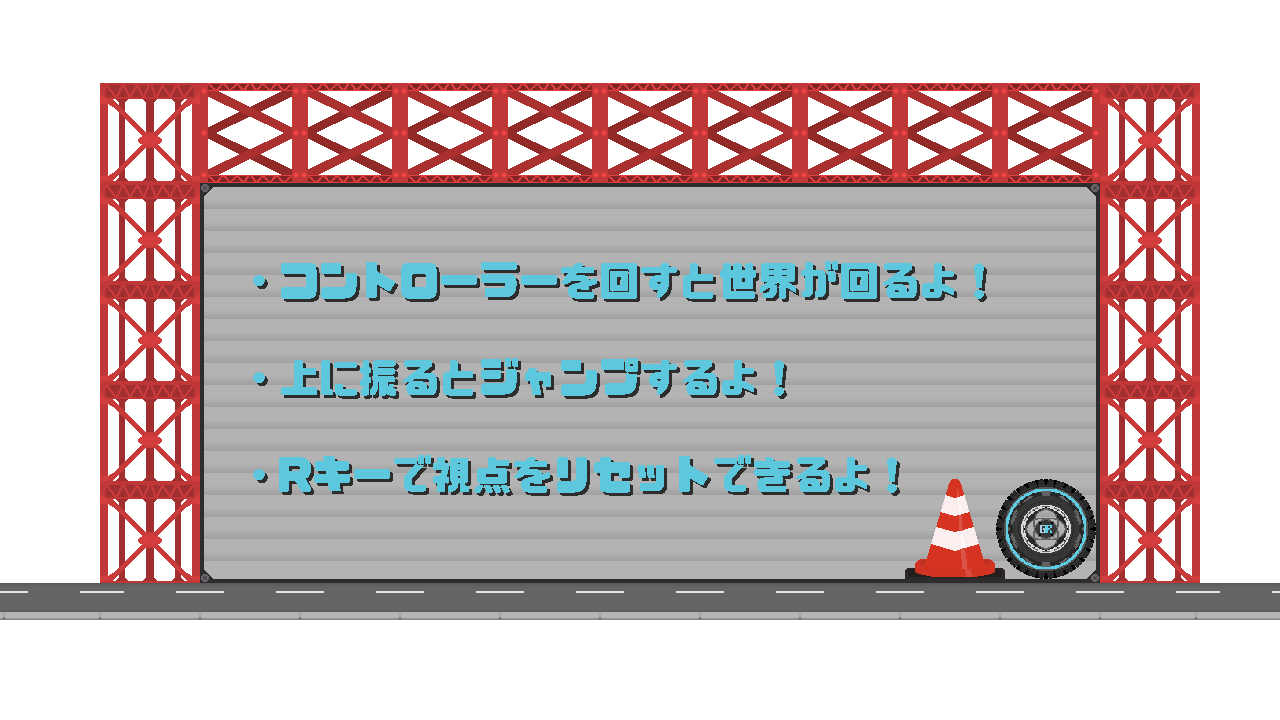 ・コントローラーを回すと世界が回るよ！
・上に振るとジャンプするよ！
・Rキーで視点をリセットできるよ！
GR